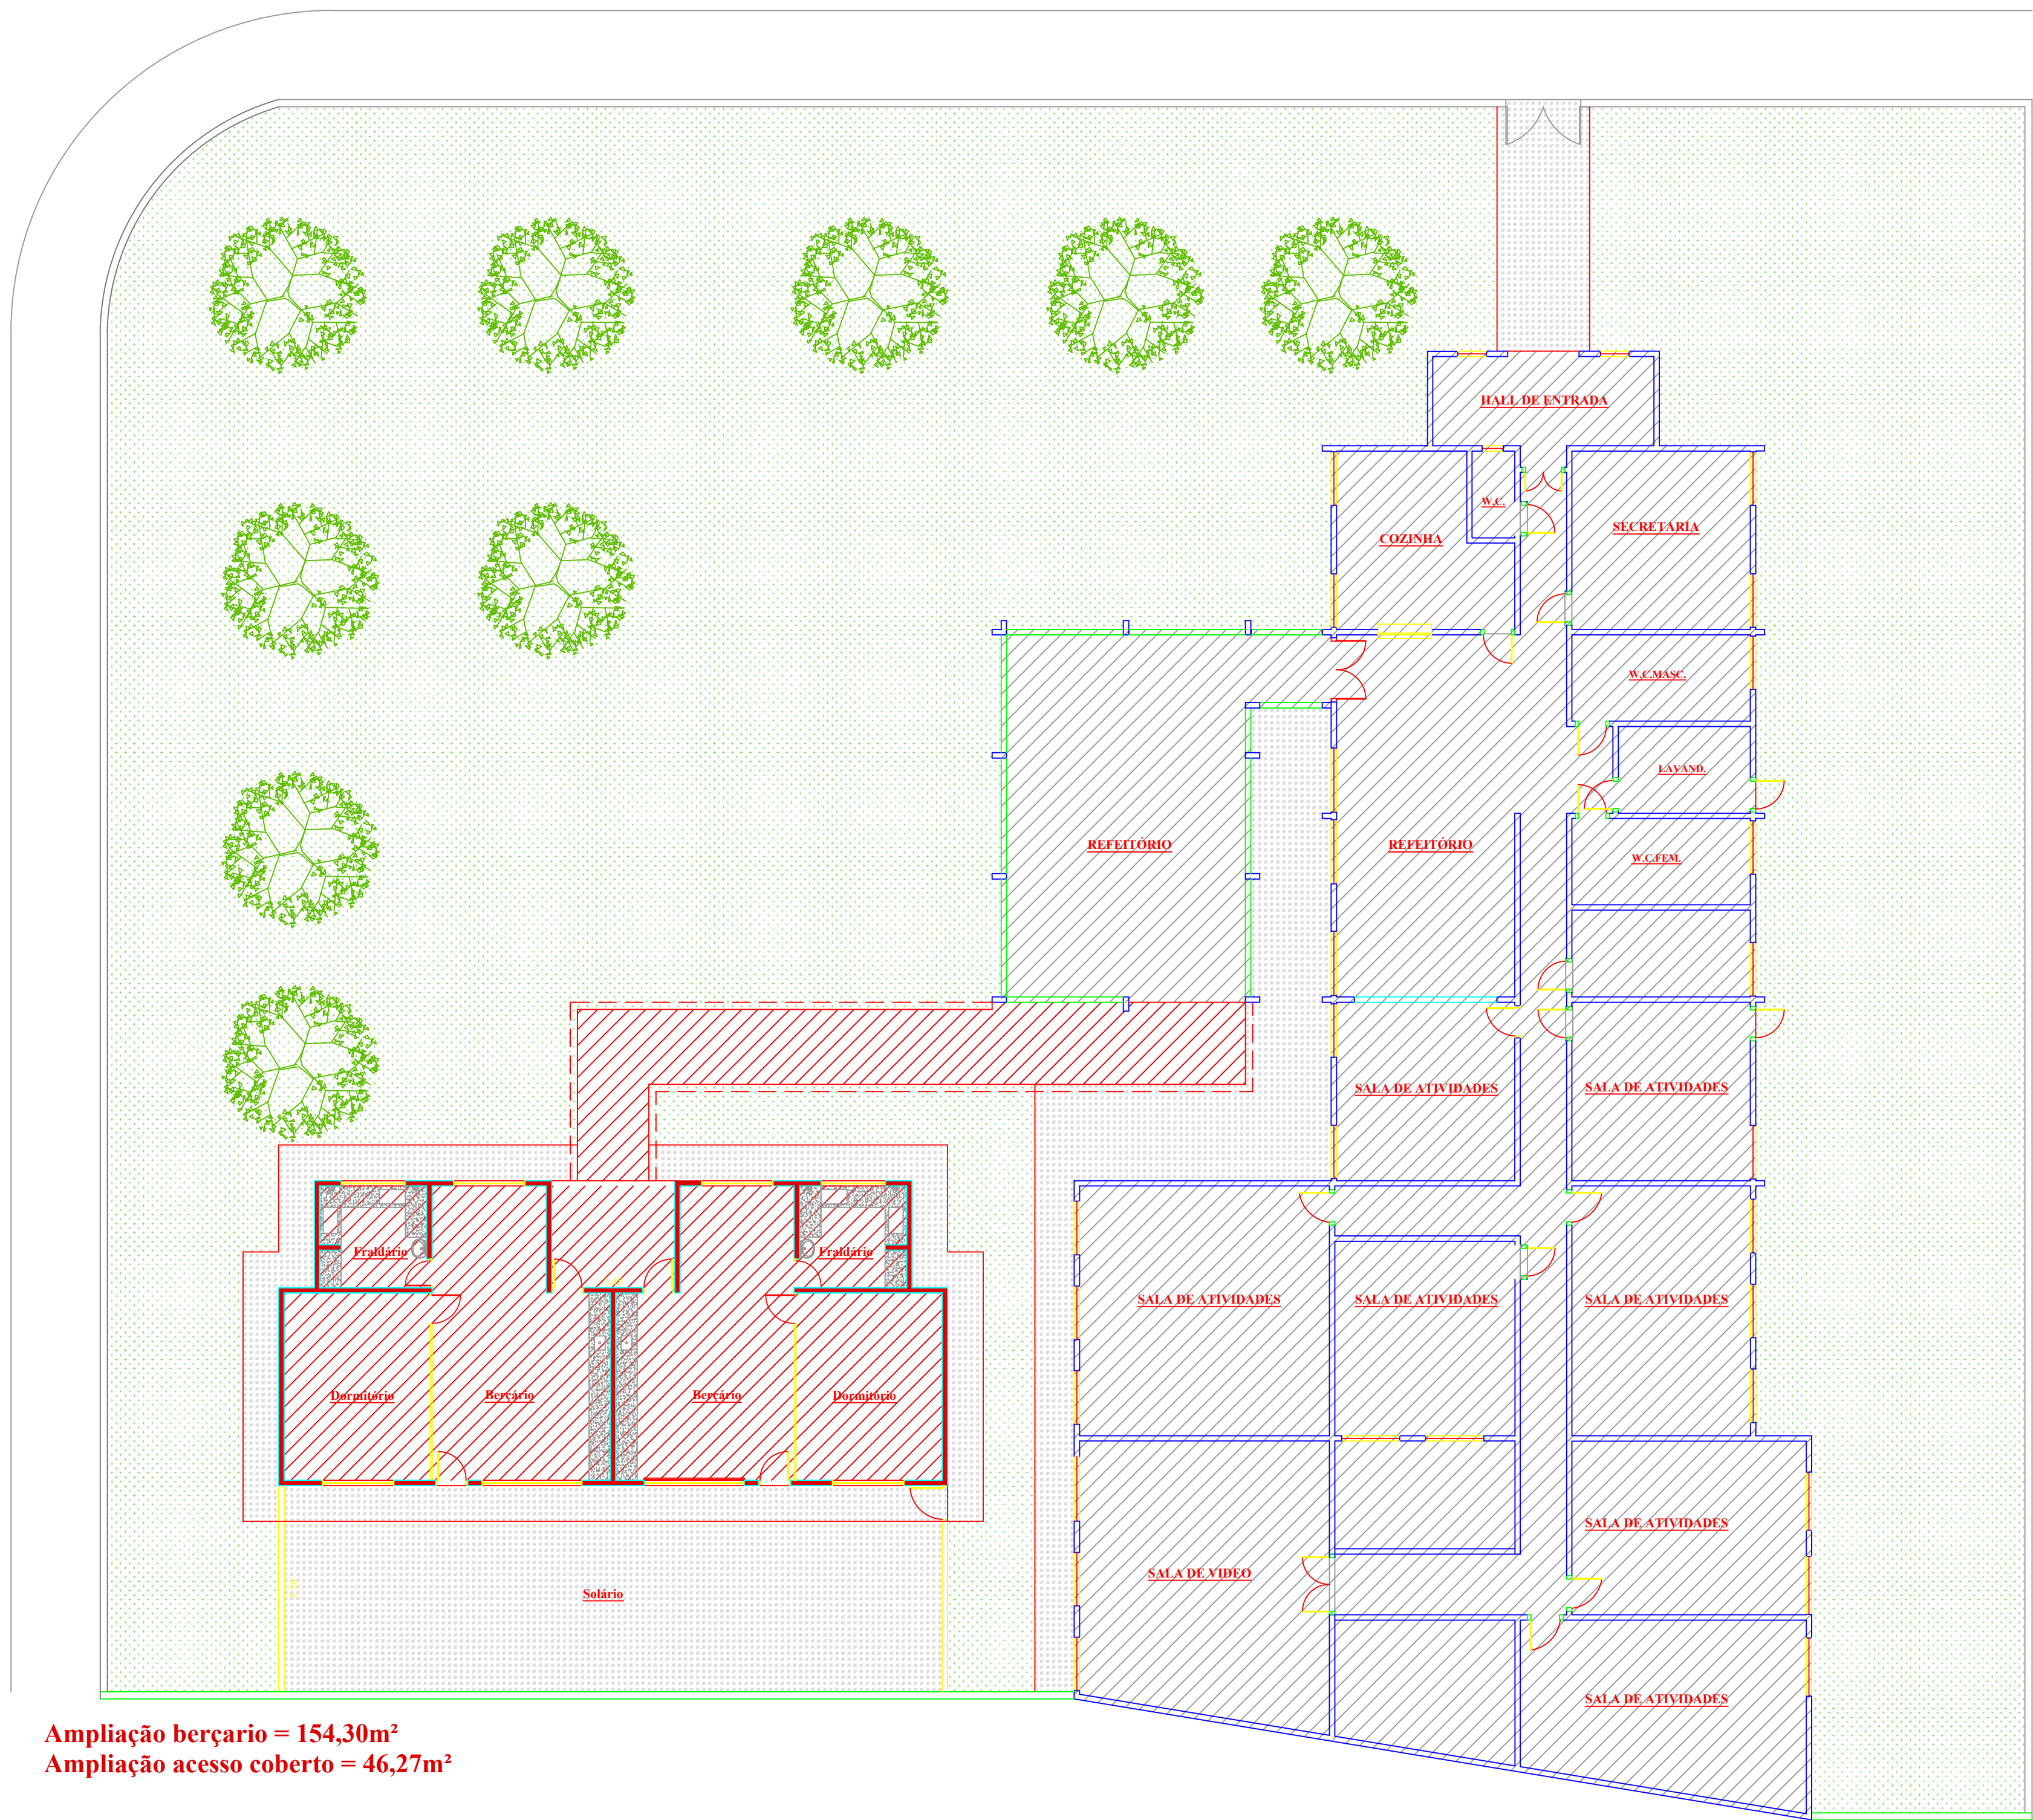 HALL DE ENTRADA
W.C.
COZINHA
SECRETARIA
W.C.MASC.
LAVAND.
REFEITÓRIO
REFEITÓRIO
W.C.FEM.
SALA DE ATIVIDADES
SALA DE ATIVIDADES
Fraldário
Fraldário
SALA DE ATIVIDADES
SALA DE ATIVIDADES
SALA DE ATIVIDADES
Dormitório
Berçário
Berçário
Dormitório
SALA DE ATIVIDADES
SALA DE VIDEO
Solário
SALA DE ATIVIDADES
Ampliação berçario = 154,30m²
Ampliação acesso coberto = 46,27m²